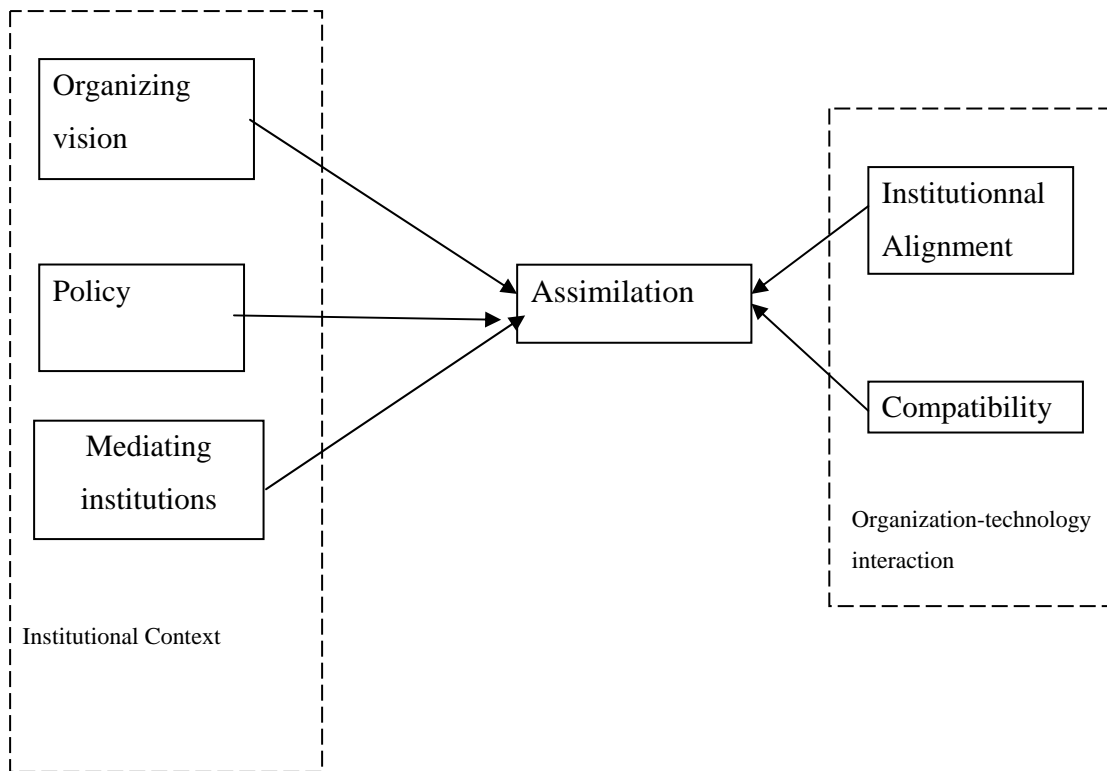 Organizing
vision
Policy
Mediating
institutions
Institutional Context
Assimilation
Institutionnal
Alignment
Compatibility
Organization-technology
interaction